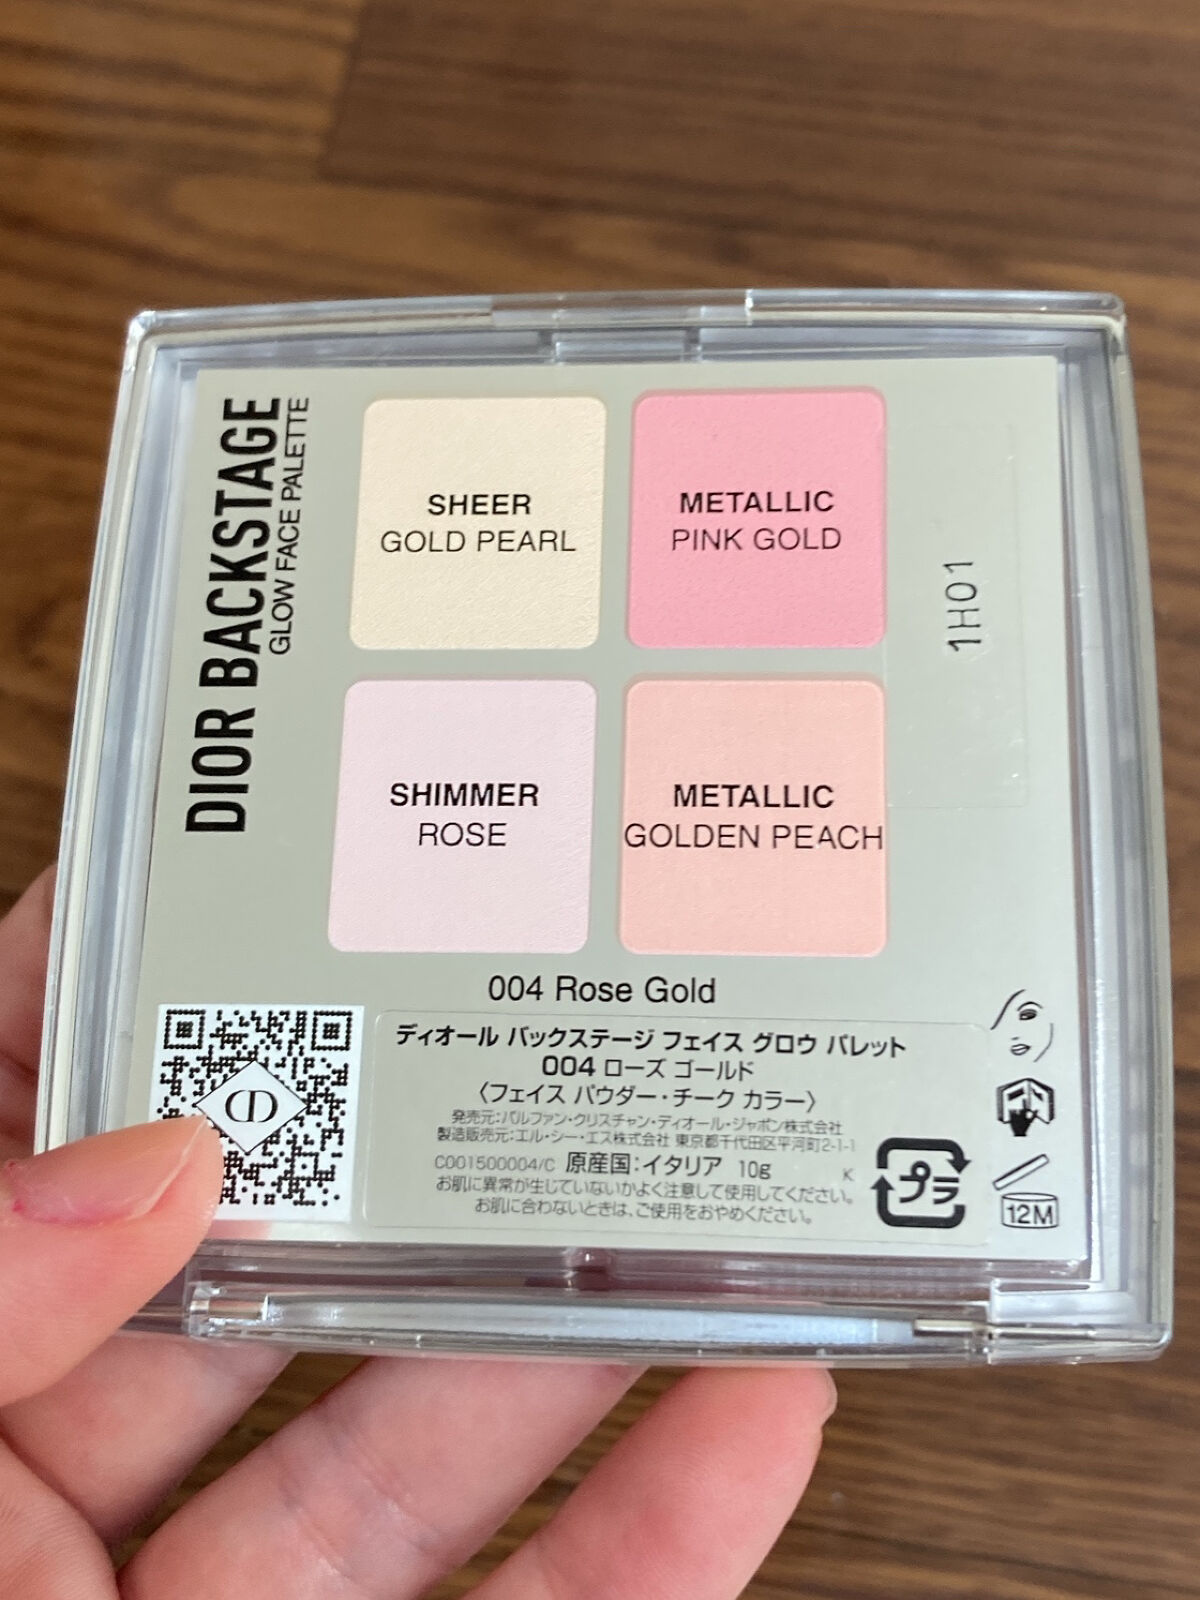 DIOR BACKSTAGE
GLOW FACE PALETTE
SHEER
GOLD PEARL
METALLIC
PINK GOLD
SHIMMER
ROSE
METALLIC
GOLDEN PEACH
1H01
004 Rose Gold
ディオール バックステージ フェイス グロウ パレット
004 ローズ ゴールド
〈フェイス パウダー・チーク カラー〉
発売元:パルファン・クリスチャン・ディオール・ジャポン株式会社
製造販売元:エル・シー・エス株式会社 東京都千代田区平河町2-1-1
C001500004/C 原産国:イタリア 10g K
お肌に異常が生じていないかよく注意して使用してください。
お肌に合わないときは、ご使用をおやめください。
プラ
12M
CD